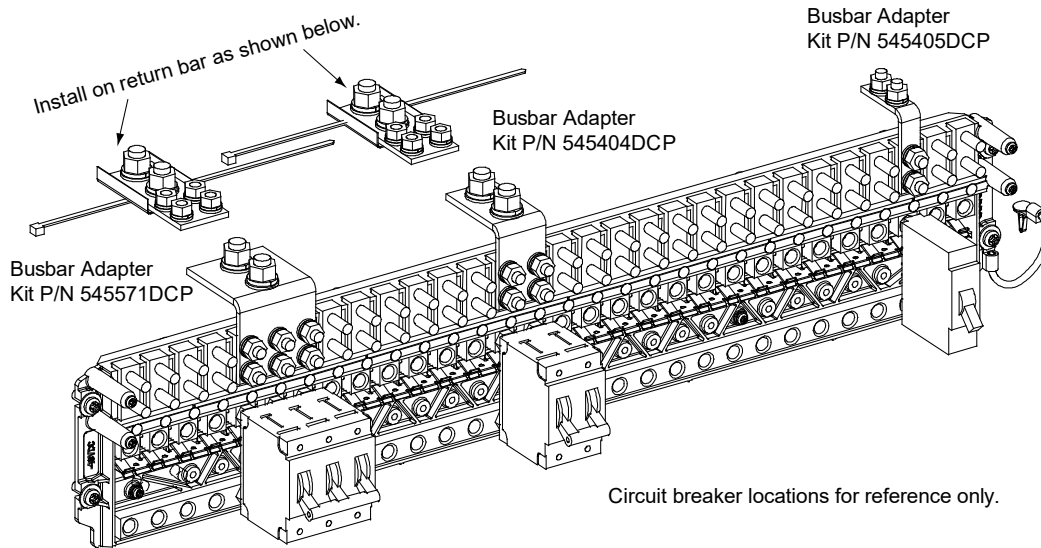 Install on return bar as shown below.
Busbar Adapter
Kit P/N 545405DCP
Busbar Adapter
Kit P/N 545404DCP
Busbar Adapter
Kit P/N 545571DCP
Circuit breaker locations for reference only.